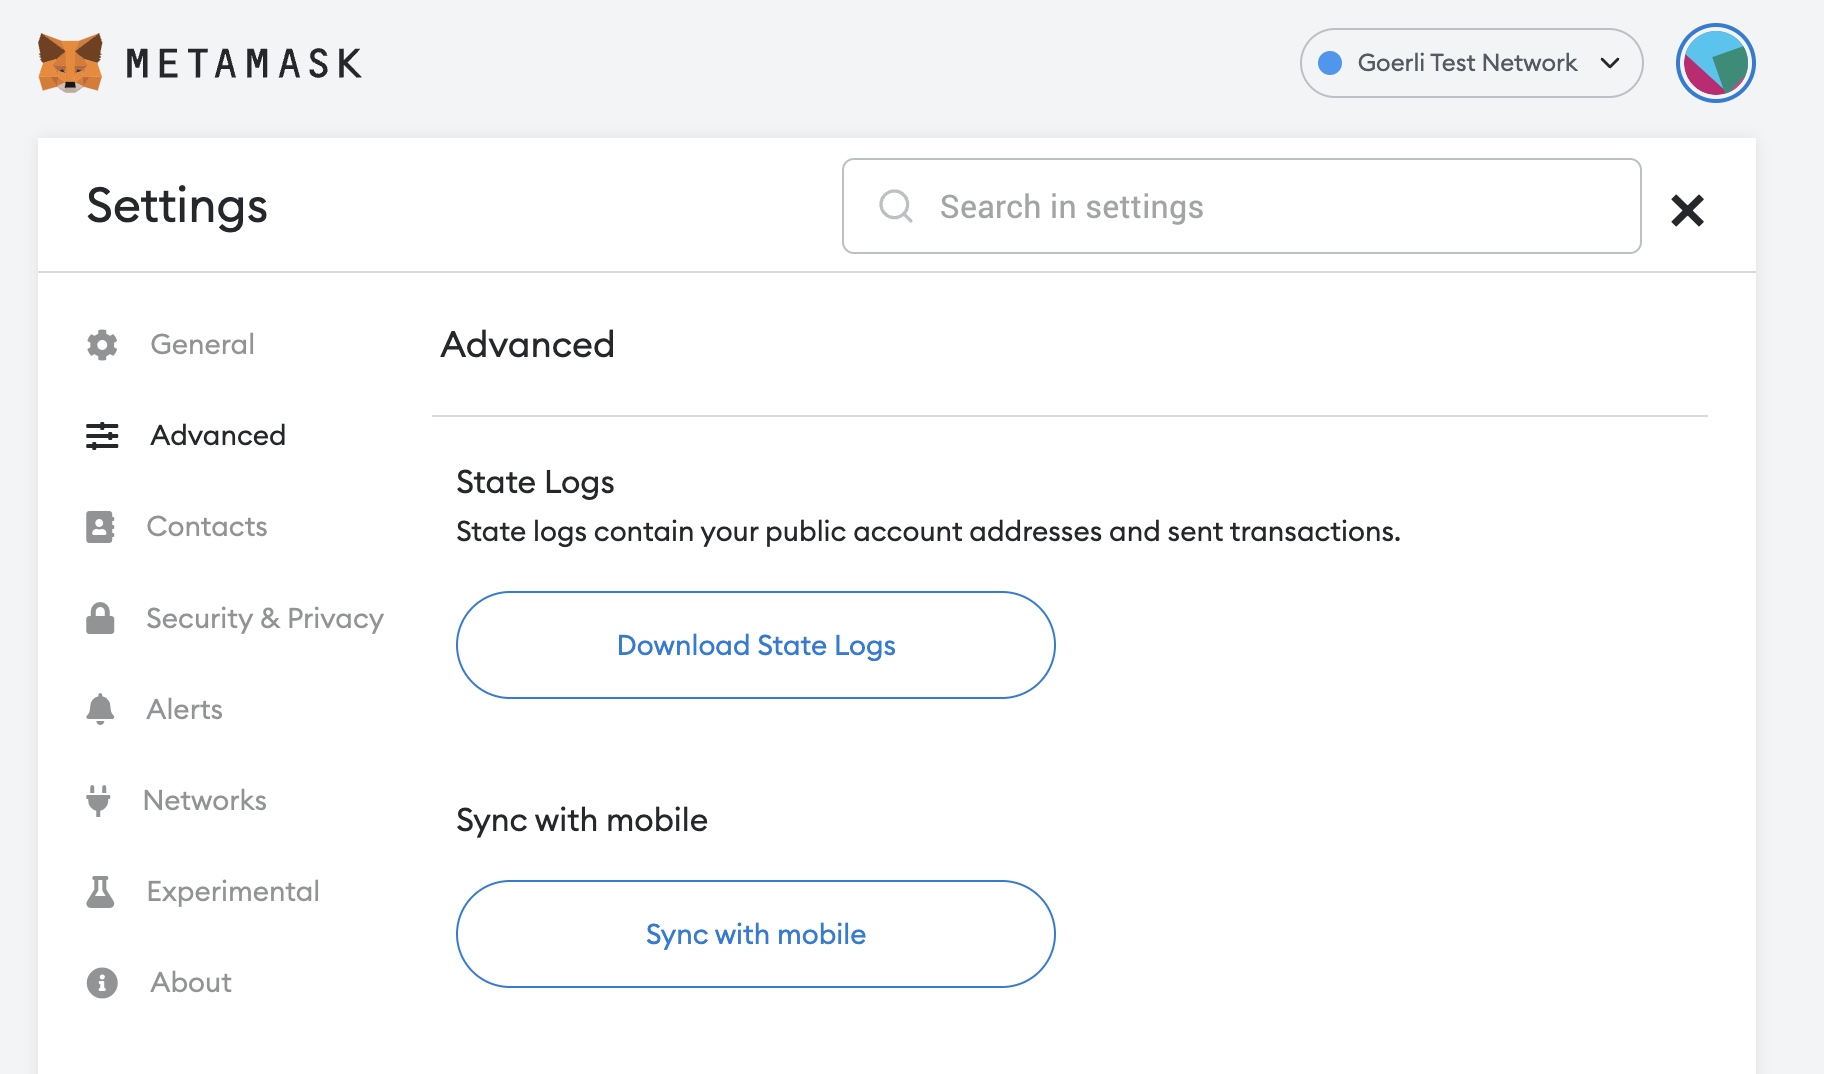 METAMASK
Goerli Test Network
Settings
Search in settings
General
Advanced
Contacts
Security & Privacy
Alerts
Networks
Experimental
About
Advanced
State Logs
State logs contain your public account addresses and sent transactions.
Download State Logs
Sync with mobile
Sync with mobile